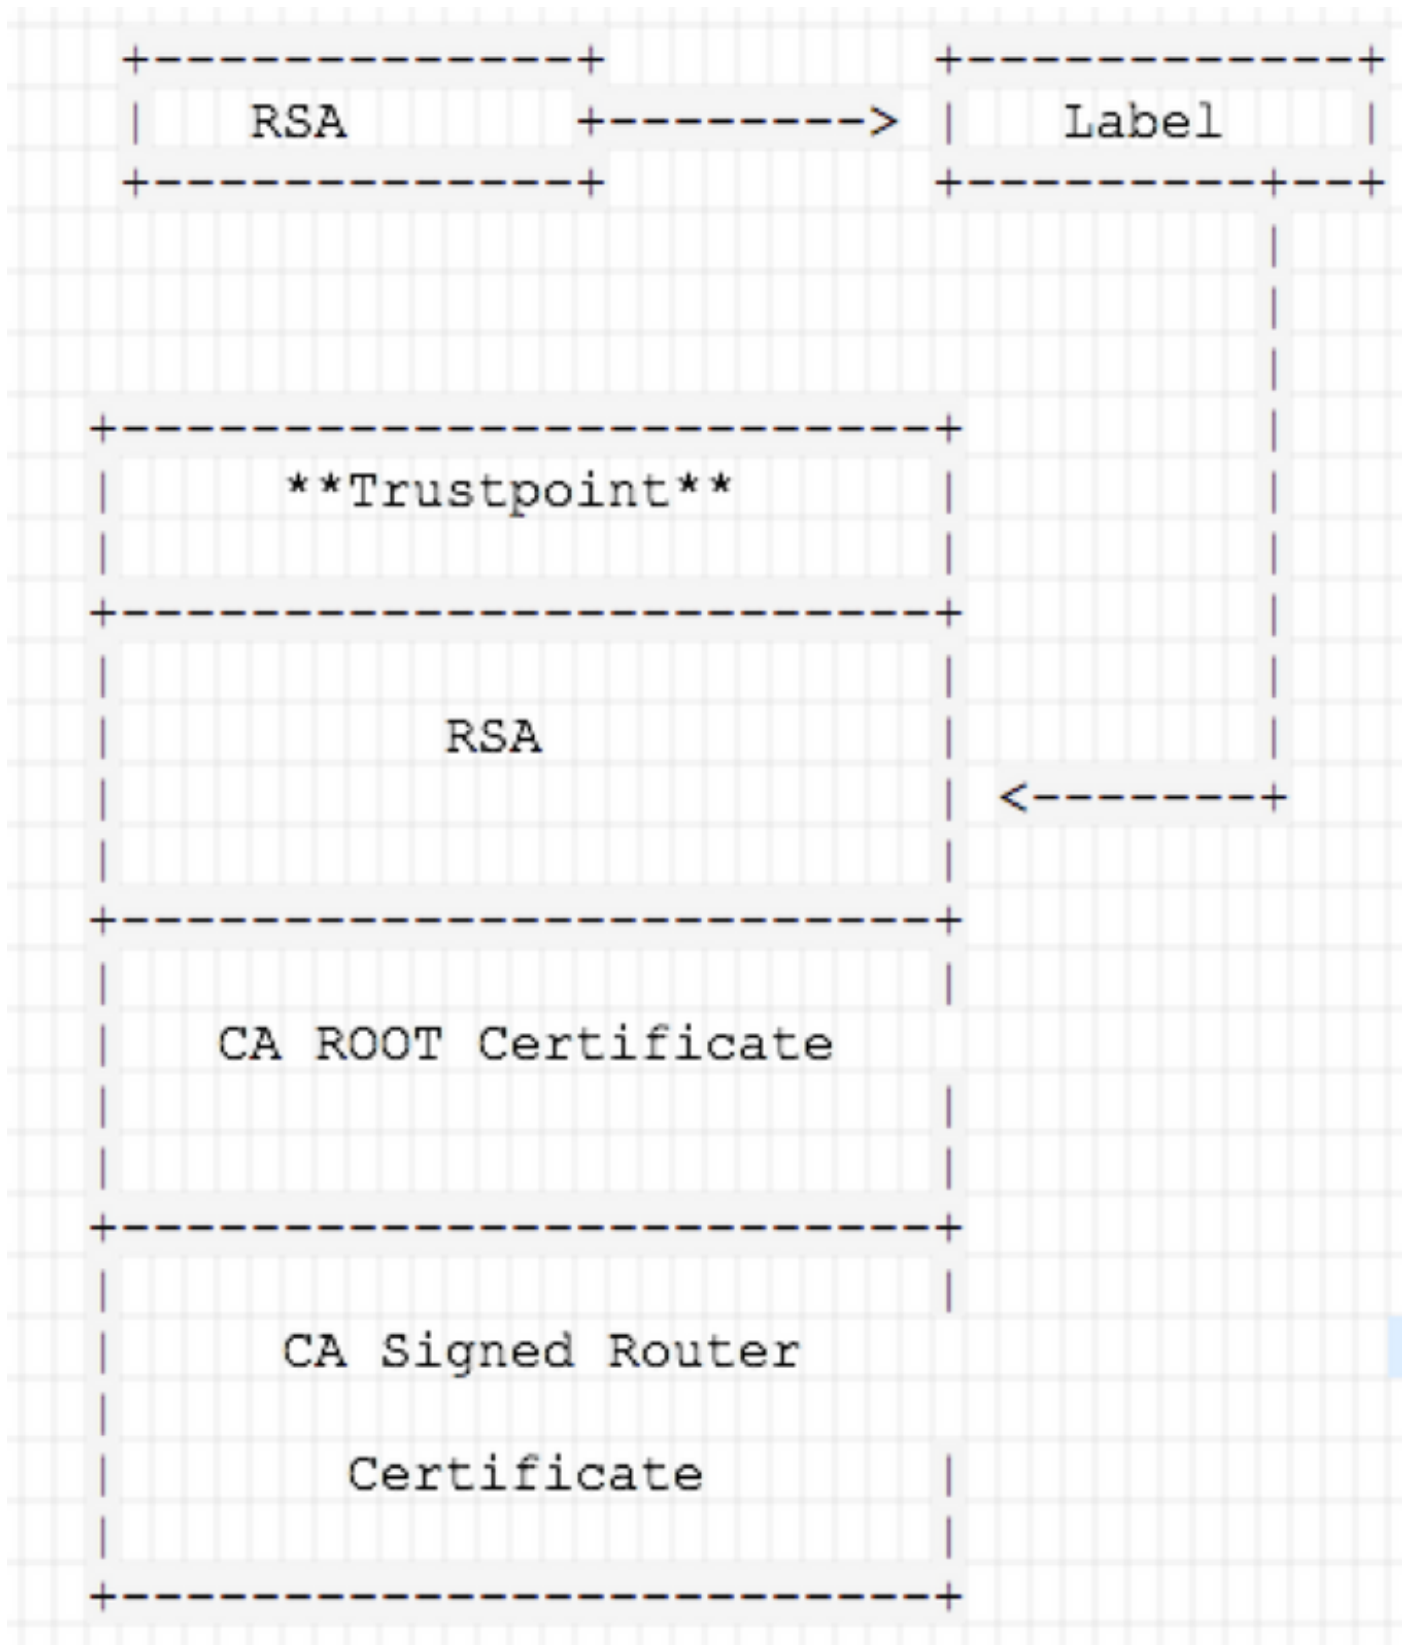 RSA
Label
**Trustpoint**
RSA
CA ROOT Certificate
CA Signed Router
Certificate